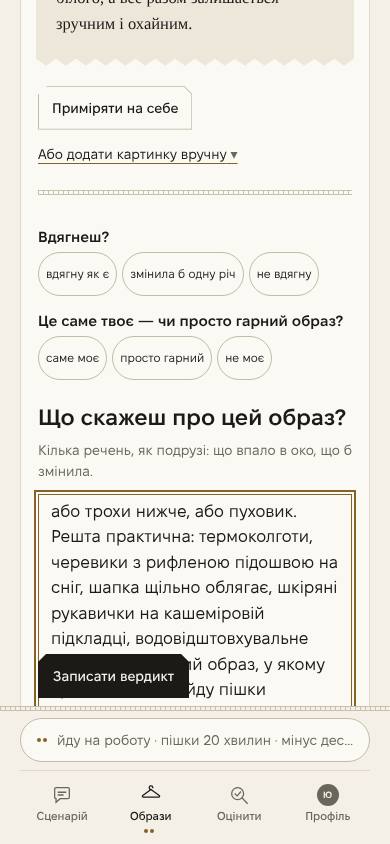 зручним і охайним.
Приміряти на себе
Або додати картинку вручну ▾
Вдягнеш?
вдягну як є
змінила б одну річ
не вдягну
Це саме твоє — чи просто гарний образ?
саме моє
просто гарний
не моє
Що скажеш про цей образ?
Кілька речень, як подрузі: що впало в око, що б
змінила.
або трохи нижче, або пуховик.
Решта практична: термоколготи,
черевики з рифленою підошвою на
сніг, шапка щільно облягає, шкіряні
рукавички на кашеміровій
підкладці, водовідштовхувальне
ий образ, у якому
Записати вердикт
йду пішки
йду на роботу · пішки 20 хвилин · мінус дес...
Сценарій
Образи
Оцінити
Ю
Профіль